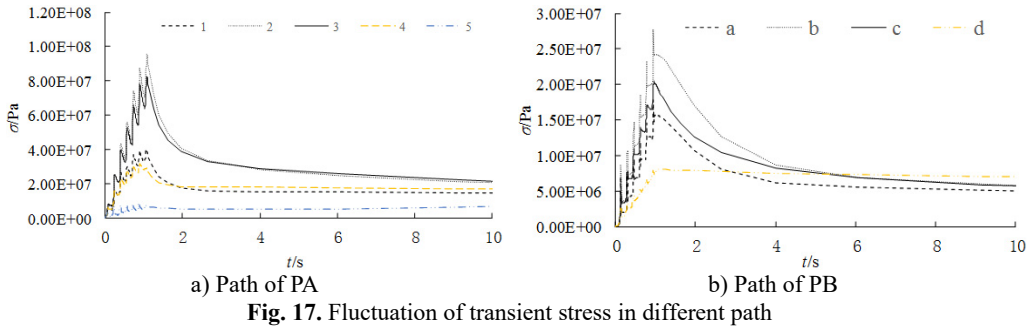 1 2 3 4 5
1.20E+08
1.00E+08
8.00E+07
6.00E+07
4.00E+07
2.00E+07
0.00E+00
σ/Pa
0 2 4 6 8 10
t/s
a) Path of PA
a b c d
3.00E+07
2.50E+07
2.00E+07
1.50E+07
1.00E+07
5.00E+06
0.00E+00
σ/Pa
0 2 4 6 8 10
t/s
b) Path of PB
Fig. 17. Fluctuation of transient stress in different path